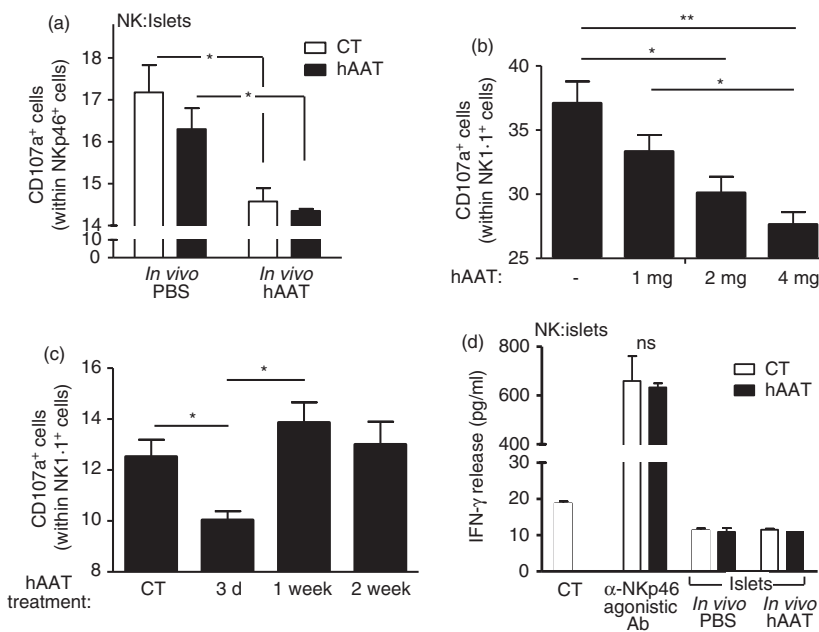 (a)
NK:Islets
CT
hAAT
CD107a⁺ cells
(within NKp46⁺ cells)
18
17
16
14
10
0
*
*
In vivo
PBS
In vivo
hAAT
(b)
**
*
*
CD107a⁺ cells
(within NK1·1⁺ cells)
40
35
30
25
hAAT:
-
1 mg
2 mg
4 mg
(c)
*
*
CD107a⁺ cells
(within NK1·1⁺ cells)
16
14
12
10
8
hAAT
treatment:
CT
3 d
1 week
2 week
(d)
NK:islets
ns
CT
hAAT
IFN-γ release (pg/ml)
800
600
400
20
10
0
CT
α-NKp46
agonistic
Ab
Islets
In vivo
PBS
In vivo
hAAT